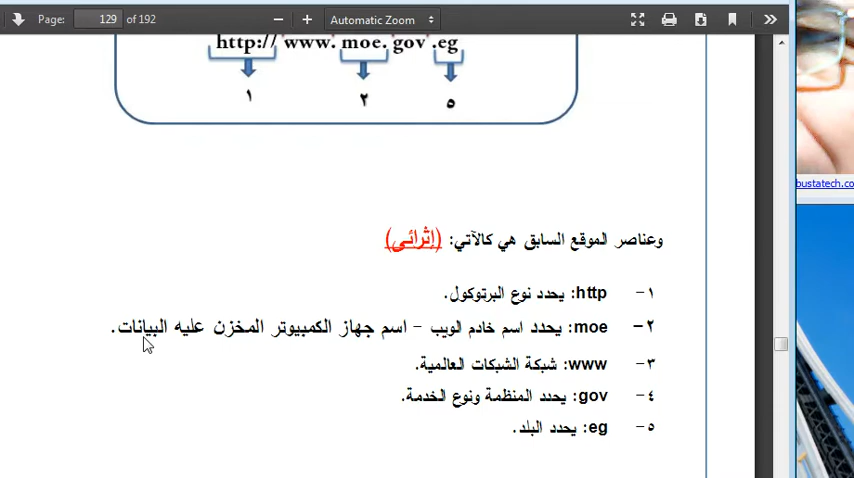 Page: 129 of 192
Automatic Zoom
http:// www. moe. gov .eg
١ ٢ ٥
وعناصر الموقع السابق هي كالآتي: (إثرائى)
١- http: يحدد نوع البرتوكول.
٢- moe: يحدد اسم خادم الويب - اسم جهاز الكمبيوتر المخزن عليه البيانات.
٣- www: شبكة الشبكات العالمية.
٤- gov: يحدد المنظمة ونوع الخدمة.
٥- eg: يحدد البلد.
bustatech.co